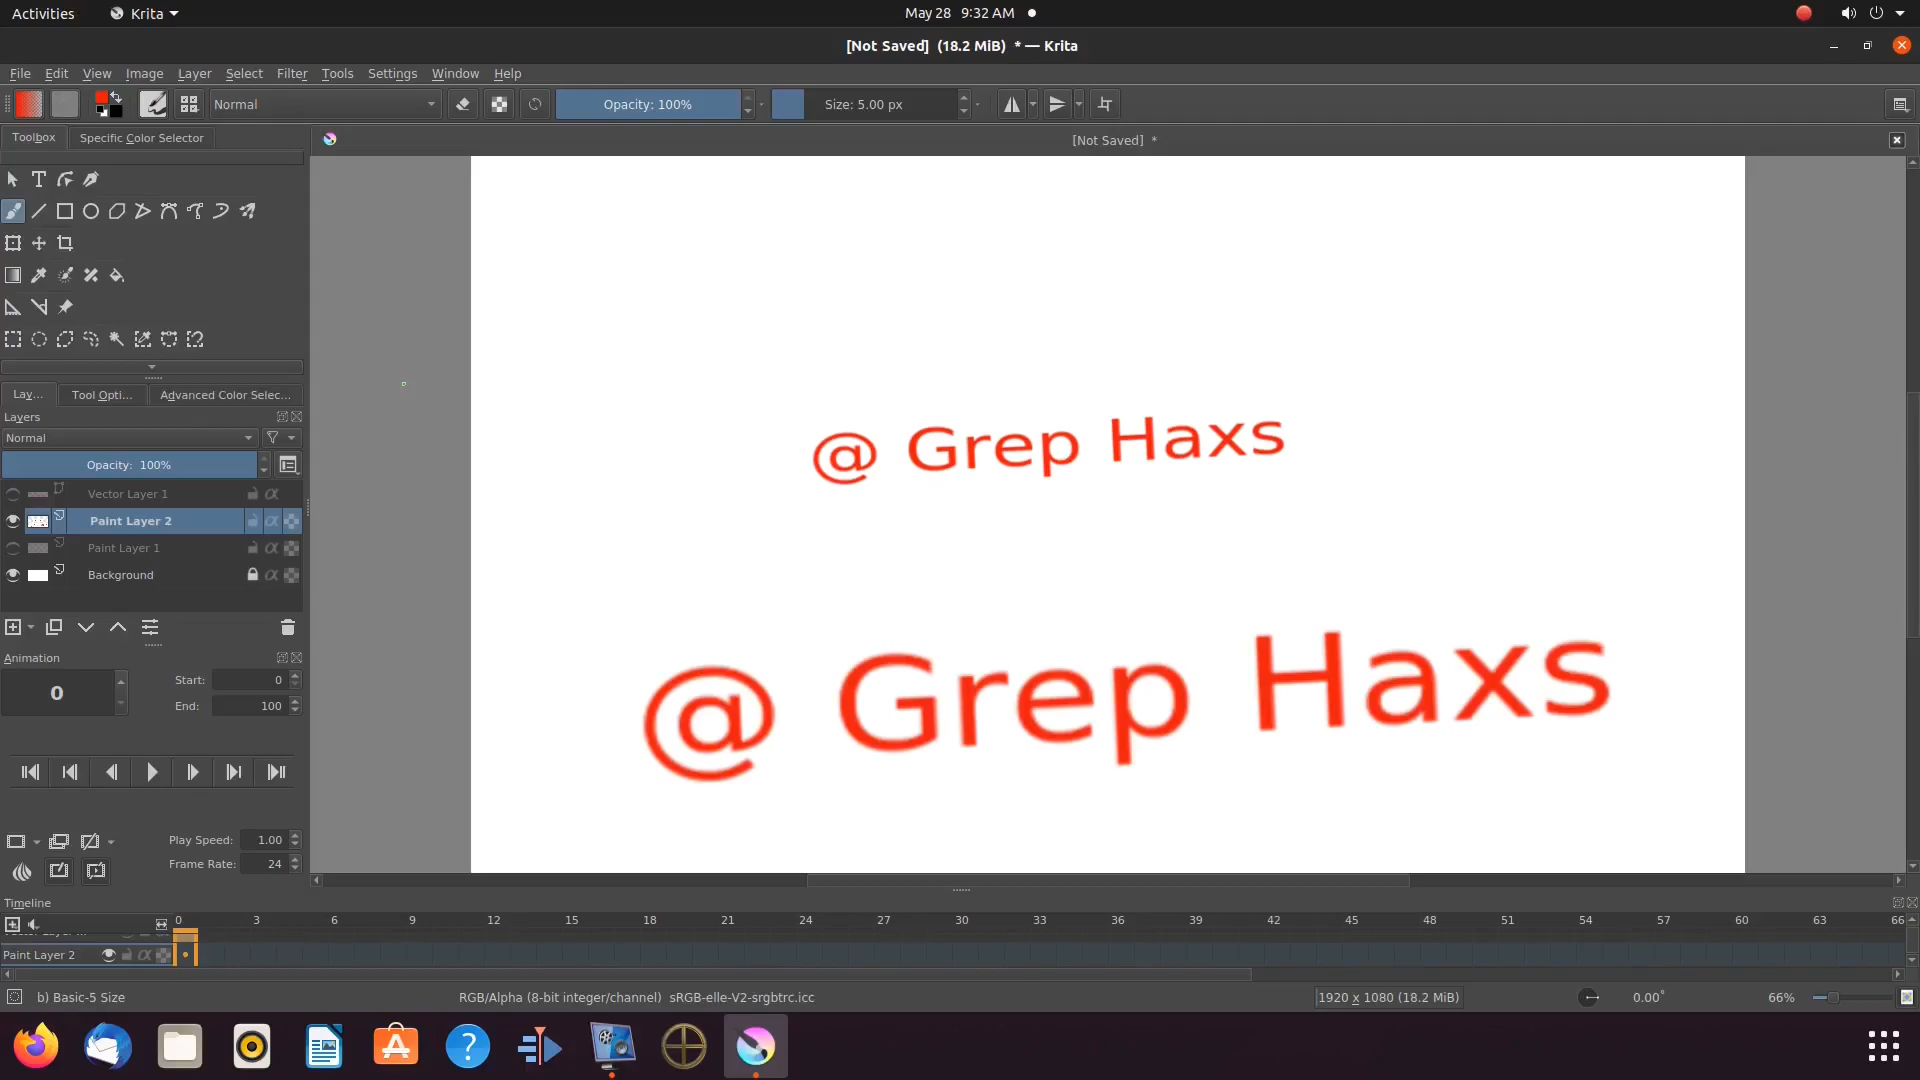 Activities Krita May 28 9:32 AM
[Not Saved] (18.2 MiB) * — Krita
File Edit View Image Layer Select Filter Tools Settings Window Help
Normal Opacity: 100% Size: 5.00 px
Toolbox Specific Color Selector [Not Saved] *
Lay... Tool Opti... Advanced Color Selec...
Layers
Normal
Opacity: 100%
Vector Layer 1
Paint Layer 2
Paint Layer 1
Background
@ Grep Haxs
@ Grep Haxs
Animation
0 Start: 0
End: 100
Play Speed: 1.00
Frame Rate: 24
Timeline
0 3 6 9 12 15 18 21 24 27 30 33 36 39 42 45 48 51 54 57 60 63 66
Paint Layer 2
b) Basic-5 Size RGB/Alpha (8-bit integer/channel) sRGB-elle-V2-srgbtrc.icc 1920 x 1080 (18.2 MiB) 0.00° 66%